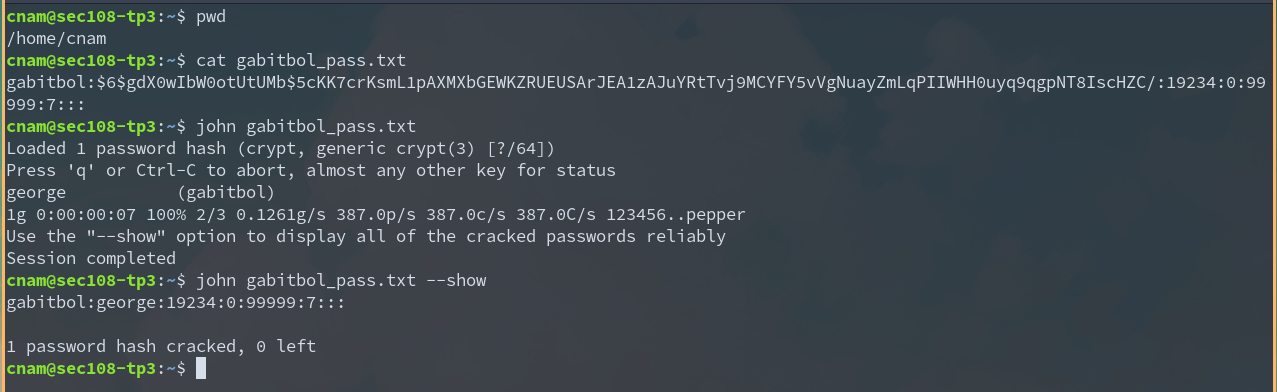 cnam@sec108-tp3:~$ pwd
/home/cnam
cnam@sec108-tp3:~$ cat gabitbol_pass.txt
gabitbol:$6$gdX0wIbW0otUtUMb$5cKK7crKsmL1pAXMXbGEWKZRUEUSArJEA1zAJuYRtTvj9MCYFY5vVgNuayZmLqPIIWHH0uyq9qgpNT8IscHZC/:19234:0:99
999:7:::
cnam@sec108-tp3:~$ john gabitbol_pass.txt
Loaded 1 password hash (crypt, generic crypt(3) [?/64])
Press 'q' or Ctrl-C to abort, almost any other key for status
george           (gabitbol)
1g 0:00:00:07 100% 2/3 0.1261g/s 387.0p/s 387.0c/s 387.0C/s 123456..pepper
Use the "--show" option to display all of the cracked passwords reliably
Session completed
cnam@sec108-tp3:~$ john gabitbol_pass.txt --show
gabitbol:george:19234:0:99999:7:::

1 password hash cracked, 0 left
cnam@sec108-tp3:~$